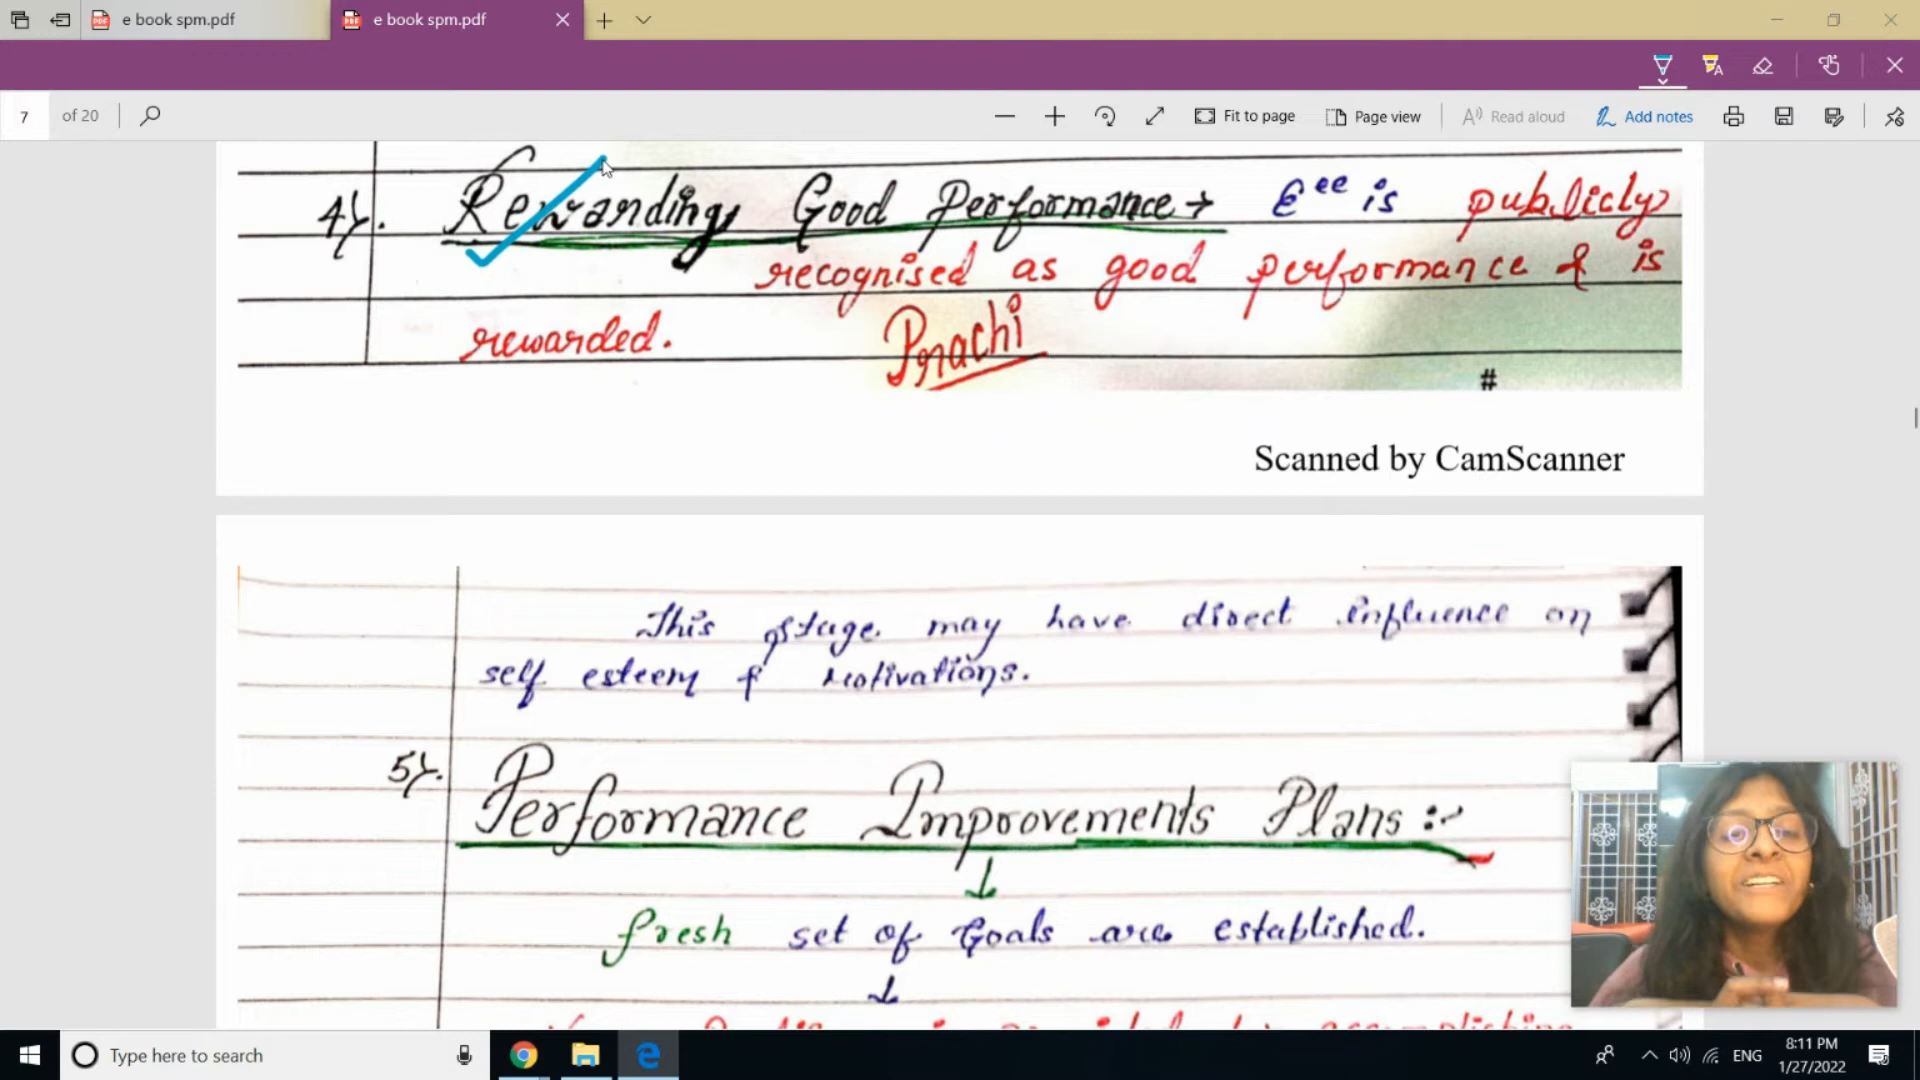 e book spm.pdf
e book spm.pdf
7 of 20
Fit to page
Page view
Read aloud
Add notes
4). Rewarding Good Performance → Eee is publicly
recognised as good performance & is
rewarded.
Prachi
#
Scanned by CamScanner
This stage may have direct influence on
self esteem & motivations.
5). Performance Improvements Plans :-
↓
fresh set of Goals are established.
↓
Type here to search
ENG
8:11 PM
1/27/2022